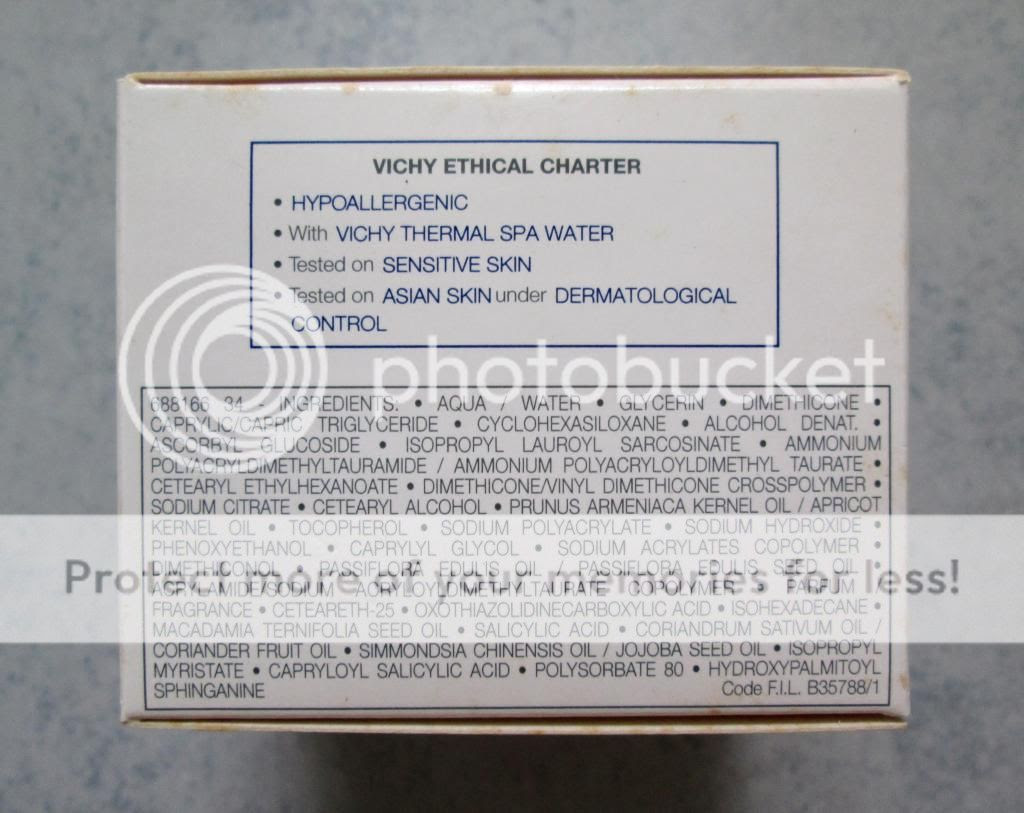 VICHY ETHICAL CHARTER
• HYPOALLERGENIC
• With VICHY THERMAL SPA WATER
• Tested on SENSITIVE SKIN
• Tested on ASIAN SKIN under DERMATOLOGICAL
CONTROL
photobucket
688166 34 INGREDIENTS: • AQUA / WATER • GLYCERIN • DIMETHICONE •
CAPRYLIC/CAPRIC TRIGLYCERIDE • CYCLOHEXASILOXANE • ALCOHOL DENAT. •
ASCORBYL GLUCOSIDE • ISOPROPYL LAUROYL SARCOSINATE • AMMONIUM
POLYACRYLDIMETHYLTAURAMIDE / AMMONIUM POLYACRYLOYLDIMETHYL TAURATE •
CETEARYL ETHYLHEXANOATE • DIMETHICONE/VINYL DIMETHICONE CROSSPOLYMER •
SODIUM CITRATE • CETEARYL ALCOHOL • PRUNUS ARMENIACA KERNEL OIL / APRICOT
KERNEL OIL • TOCOPHEROL • SODIUM POLYACRYLATE • SODIUM HYDROXIDE •
PHENOXYETHANOL • CAPRYLYL GLYCOL • SODIUM ACRYLATES COPOLYMER •
DIMETHICONOL • PASSIFLORA EDULIS OIL / PASSIFLORA EDULIS SEED OIL •
Protect more of your memories for less!
ACRYLAMIDE/SODIUM ACRYLOYLDIMETHYLTAURATE COPOLYMER • PARFUM /
FRAGRANCE • CETEARETH-25 • OXOTHIAZOLIDINECARBOXYLIC ACID • ISOHEXADECANE •
MACADAMIA TERNIFOLIA SEED OIL • SALICYLIC ACID • CORIANDRUM SATIVUM OIL /
CORIANDER FRUIT OIL • SIMMONDSIA CHINENSIS OIL / JOJOBA SEED OIL • ISOPROPYL
MYRISTATE • CAPRYLOYL SALICYLIC ACID • POLYSORBATE 80 • HYDROXYPALMITOYL
SPHINGANINE Code F.I.L. B35788/1